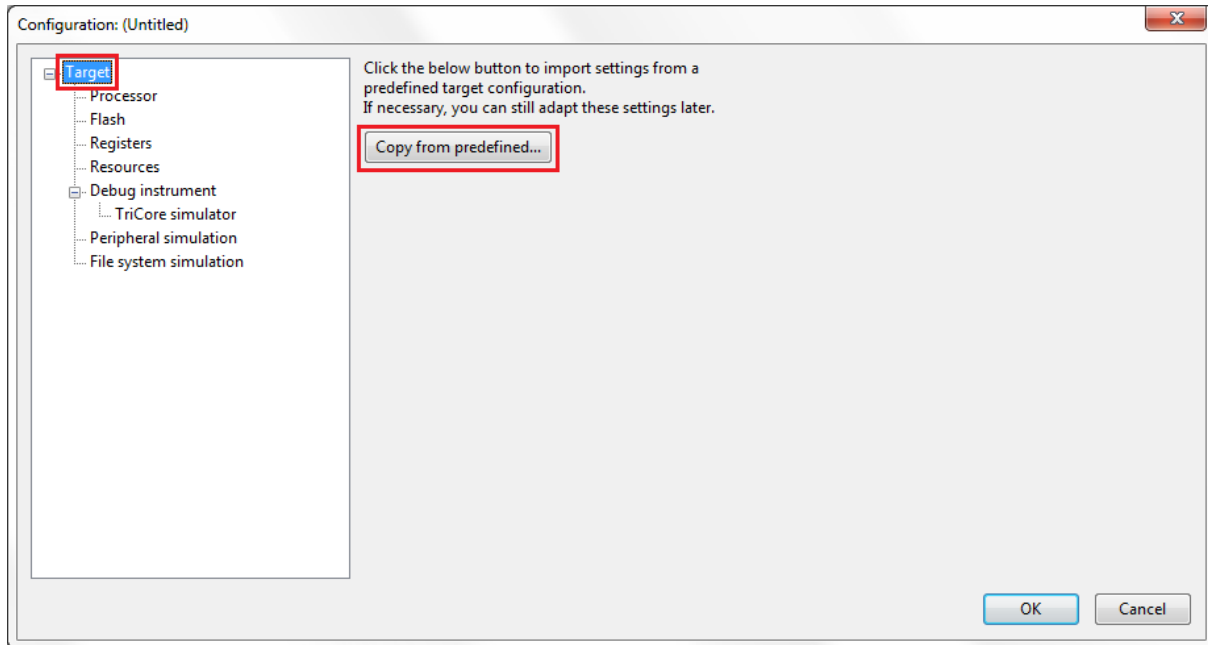 Configuration: (Untitled)
Target
Processor
Flash
Registers
Resources
Debug instrument
TriCore simulator
Peripheral simulation
File system simulation
Click the below button to import settings from a
predefined target configuration.
If necessary, you can still adapt these settings later.
Copy from predefined...
OK
Cancel